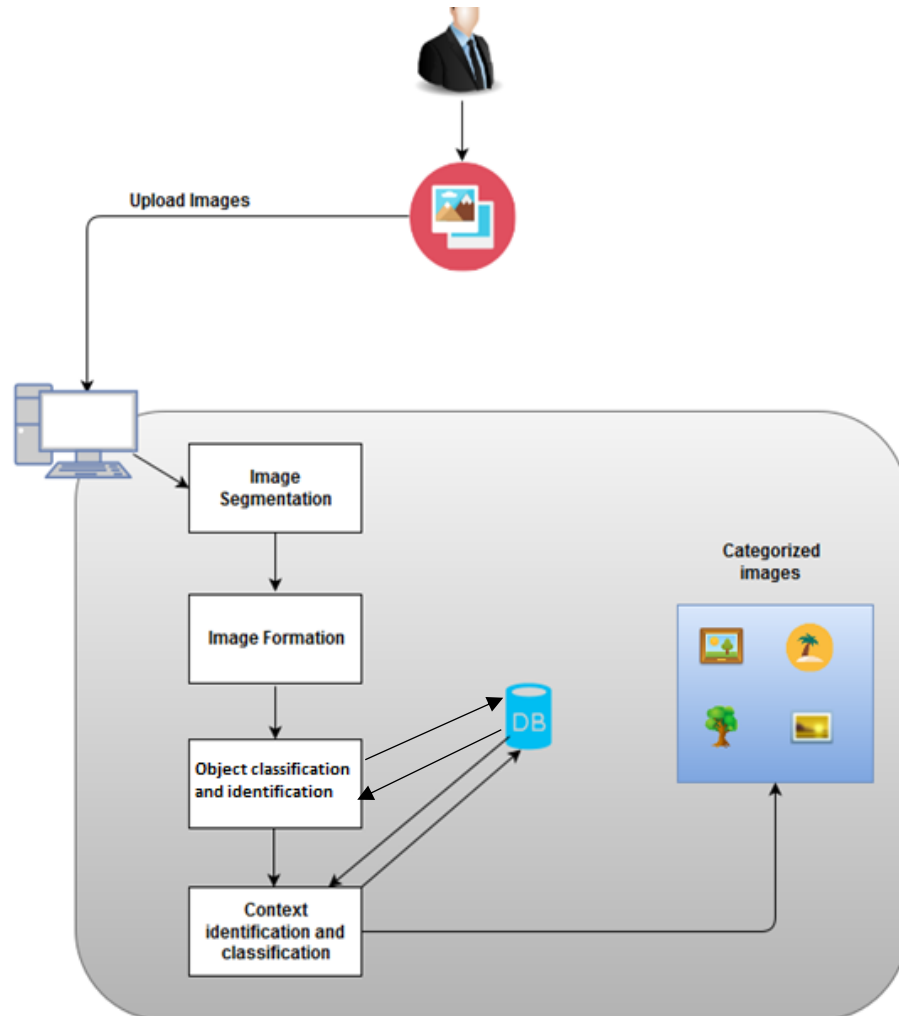 Upload Images
Image
Segmentation
Image Formation
Object classification
and identification
Context
identification and
classification
DB
Categorized
images